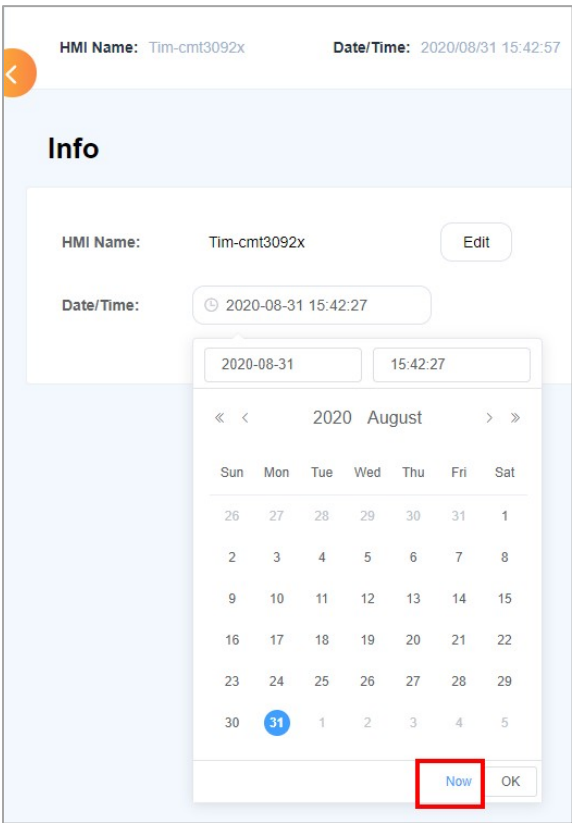 HMI Name: Tim-cmt3092x Date/Time: 2020/08/31 15:42:57
Info
HMI Name: Tim-cmt3092x Edit
Date/Time: 2020-08-31 15:42:27
2020-08-31 15:42:27
2020 August
Sun Mon Tue Wed Thu Fri Sat
26 27 28 29 30 31 1
2 3 4 5 6 7 8
9 10 11 12 13 14 15
16 17 18 19 20 21 22
23 24 25 26 27 28 29
30 31 1 2 3 4 5
Now OK